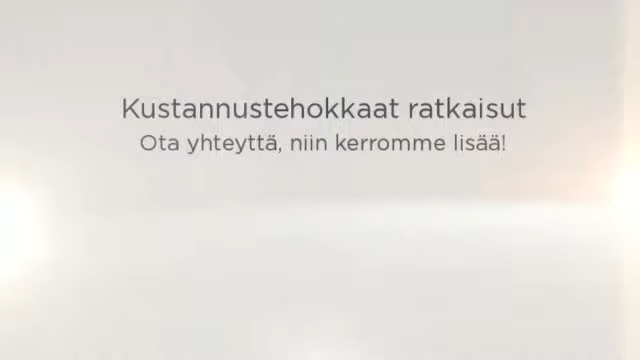 Kustannustehokkaat ratkaisut
Ota yhteyttä, niin kerromme lisää!